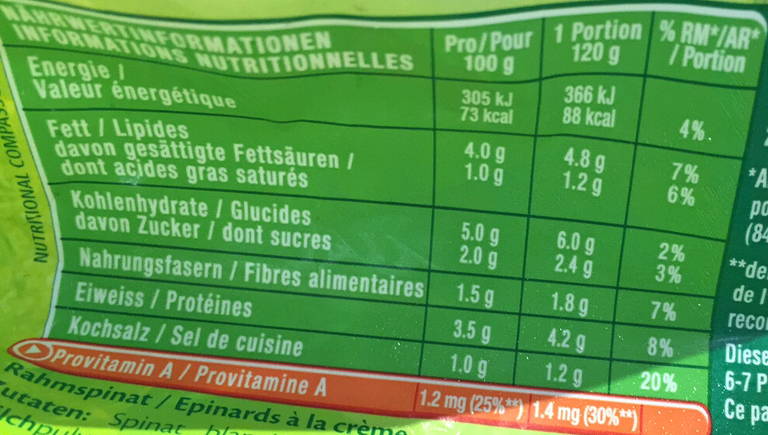 NÄHRWERTINFORMATIONEN
INFORMATIONS NUTRITIONNELLES
Pro/Pour
100 g
1 Portion
120 g
% RM*/AR*
/ Portion
Energie /
Valeur énergétique
305 kJ
73 kcal
366 kJ
88 kcal
4%
Fett / Lipides
davon gesättigte Fettsäuren /
dont acides gras saturés
4.0 g
1.0 g
4.8 g
1.2 g
7%
6%
Kohlenhydrate / Glucides
davon Zucker / dont sucres
5.0 g
2.0 g
6.0 g
2.4 g
2%
3%
Nahrungsfasern / Fibres alimentaires
1.5 g
1.8 g
7%
Eiweiss / Protéines
3.5 g
4.2 g
8%
Kochsalz / Sel de cuisine
1.0 g
1.2 g
20%
Provitamin A / Provitamine A
1.2 mg (25%**)
1.4 mg (30%**)
Rahmspinat / Epinards à la crème
Zutaten: Spinat
NUTRITIONAL COMPASS
(84
**de
de l
Diese
6-7 P
Ce pa